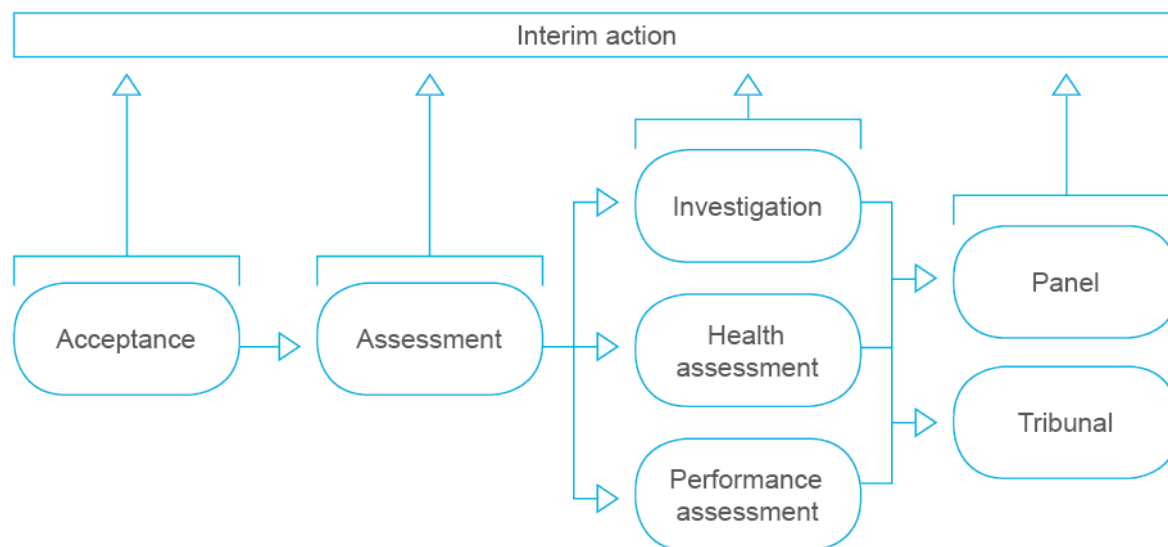 Interim action
Acceptance
Assessment
Investigation
Health
assessment
Performance
assessment
Panel
Tribunal